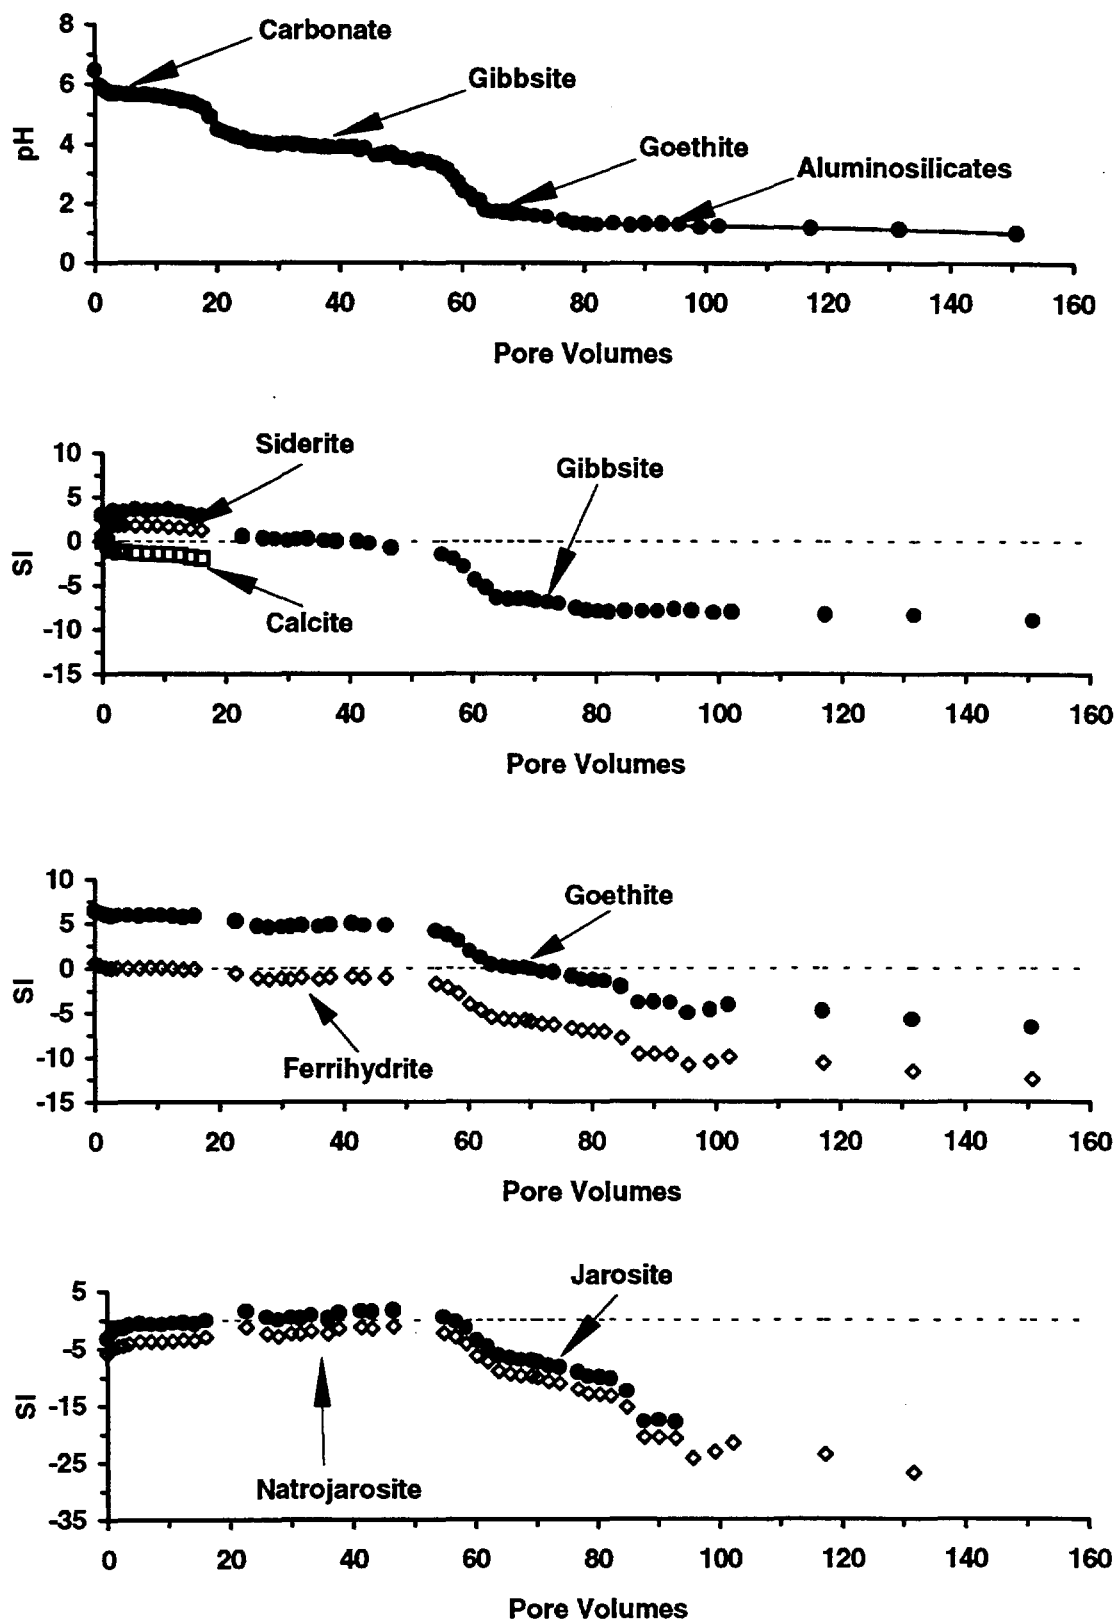 8
Carbonate
6
Gibbsite
pH
4
Goethite
Aluminosilicates
2
0
0 20 40 60 80 100 120 140 160
Pore Volumes
10
Siderite
Gibbsite
5
SI
0
-5
Calcite
-10
-15
0 20 40 60 80 100 120 140 160
Pore Volumes
10
Goethite
5
SI
0
-5
Ferrihydrite
-10
-15
0 20 40 60 80 100 120 140 160
Pore Volumes
5
Jarosite
-5
SI
-15
Natrojarosite
-25
-35
0 20 40 60 80 100 120 140 160
Pore Volumes